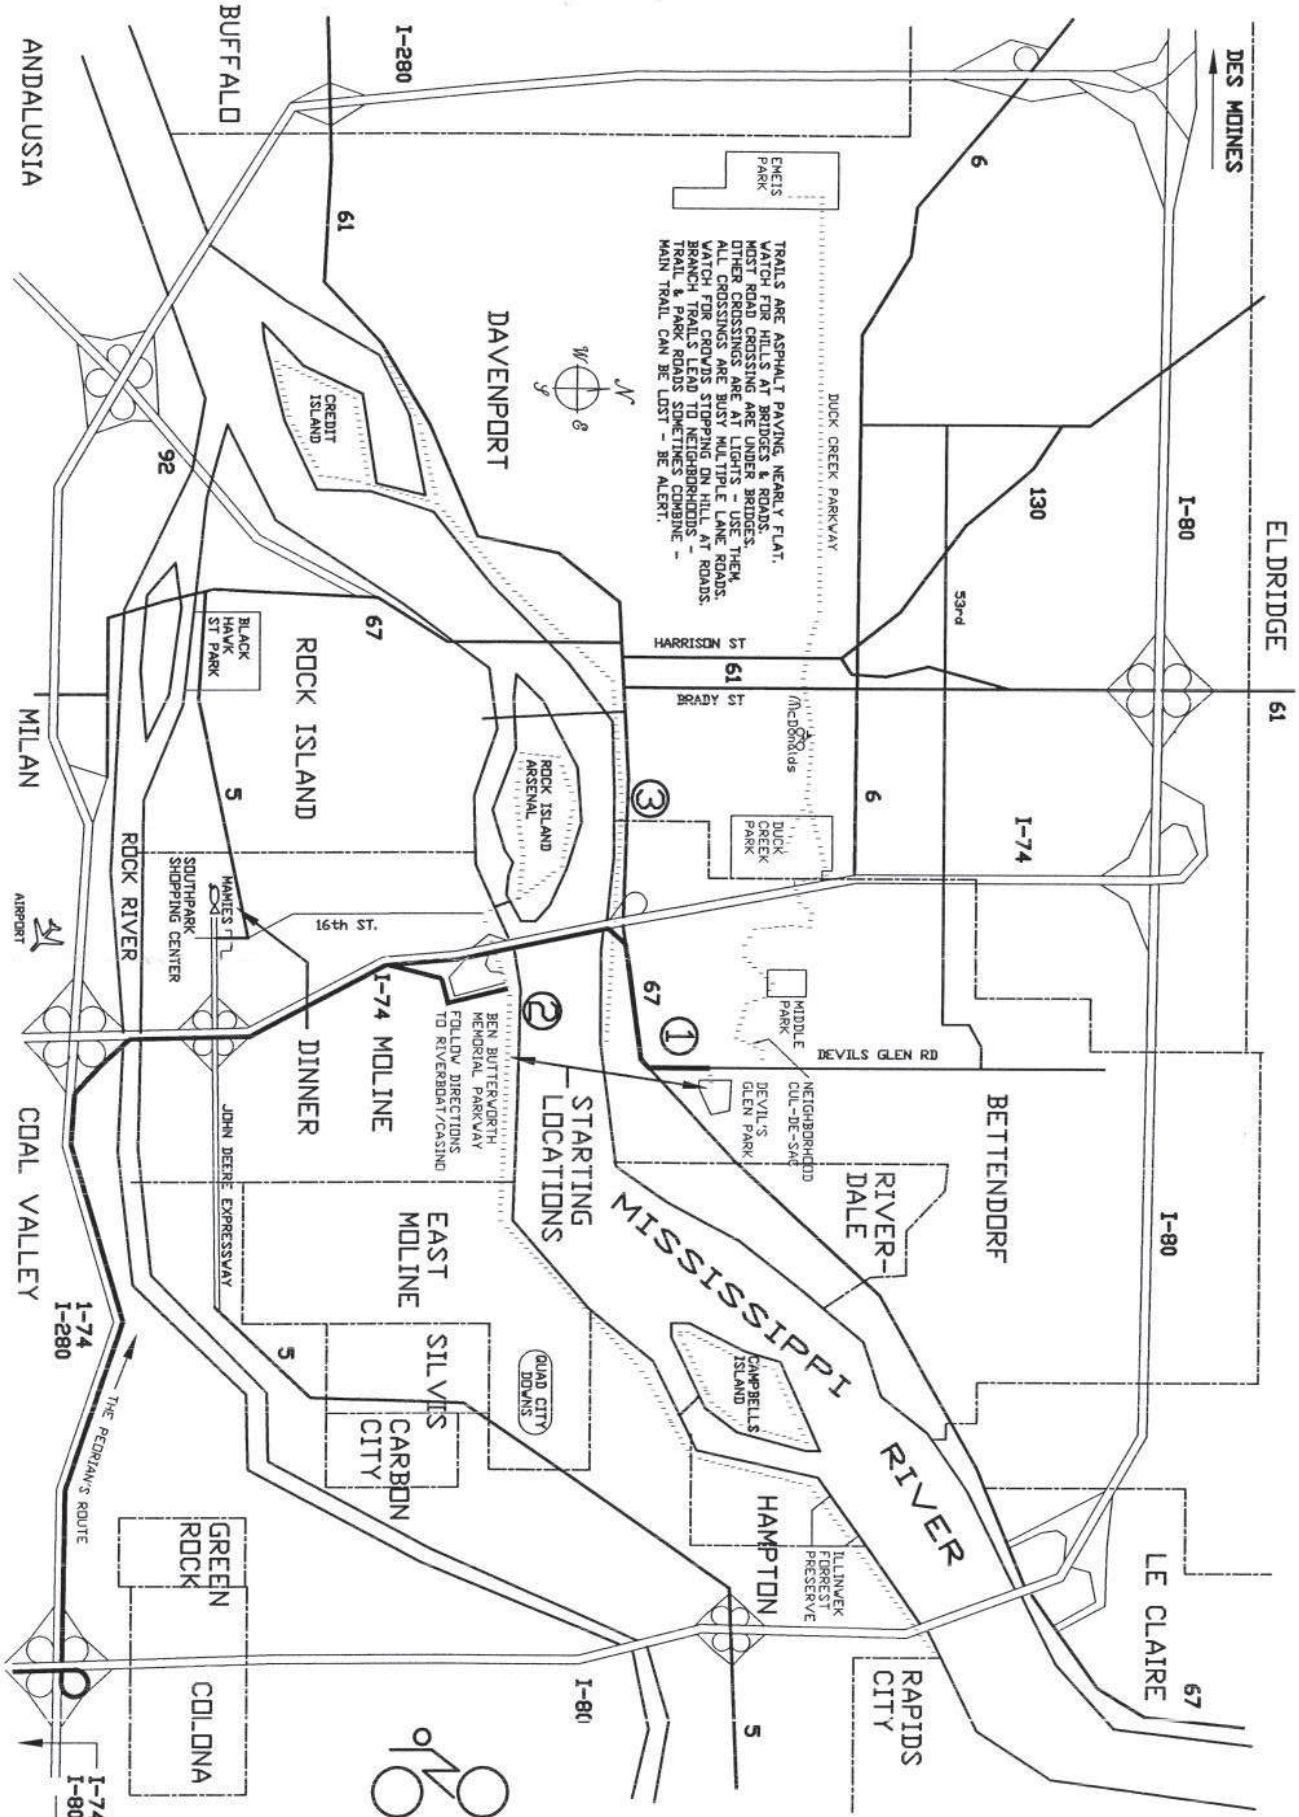 DES MOINES
ELDRIDGE
61
I-80
I-80
LE CLAIRE
67
I-280
6
130
53rd
I-74
6
BETTENDORF
RIVER-
DALE
RAPIDS
CITY
DUCK CREEK PARKWAY
EMEIS
PARK
TRAILS ARE ASPHALT PAVING, NEARLY FLAT.
WATCH FOR HILLS AT BRIDGES & ROADS.
MOST ROAD CROSSING ARE UNDER BRIDGES.
OTHER CROSSINGS ARE AT LIGHTS - USE THEM.
ALL CROSSINGS ARE BUSY MULTIPLE LANE ROADS.
WATCH FOR CROWDS STOPPING ON HILL AT ROADS.
BRANCH TRAILS LEAD TO NEIGHBORHOODS -
TRAIL & PARK ROADS SOMETIMES COMBINE -
MAIN TRAIL CAN BE LOST - BE ALERT.
HARRISON ST
61
BRADY ST
McDonalds
DUCK
CREEK
PARK
MIDDLE
PARK
DEVILS GLEN RD
NEIGHBORHOOD
CUL-DE-SAC
DEVIL'S
GLEN PARK
N
W
E
S
DAVENPORT
3
67
1
MISSISSIPPI RIVER
CAMPBELLS
ISLAND
ILLINWEK
FORREST
PRESERVE
HAMPTON
5
I-80
BUFFALO
61
CREDIT
ISLAND
ROCK ISLAND
ARSENAL
2
STARTING
LOCATIONS
BEN BUTTERWORTH
MEMORIAL PARKWAY
FOLLOW DIRECTIONS
TO RIVERBOAT/CASINO
QUAD CITY
DOWNS
EAST
MOLINE
SILVIS
CARBON
CITY
67
ROCK ISLAND
16th ST.
I-74 MOLINE
DINNER
BLACK
HAWK
ST PARK
5
MAMIES
SOUTHPARK
SHOPPING CENTER
JOHN DEERE EXPRESSWAY
5
GREEN
ROCK
COLONA
92
ROCK RIVER
ANDALUSIA
MILAN
AIRPORT
COAL VALLEY
I-74
I-280
THE PEORIAN'S ROUTE
I-74
I-80